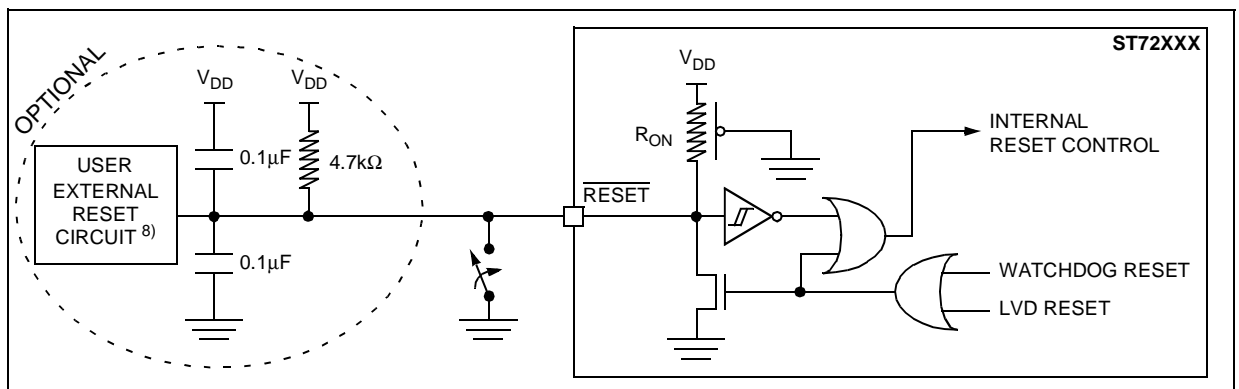 OPTIONAL
VDD
VDD
0.1µF
4.7kΩ
USER
EXTERNAL
RESET
CIRCUIT 8)
0.1µF
ST72XXX
VDD
RON
INTERNAL
RESET CONTROL
RESET
WATCHDOG RESET
LVD RESET